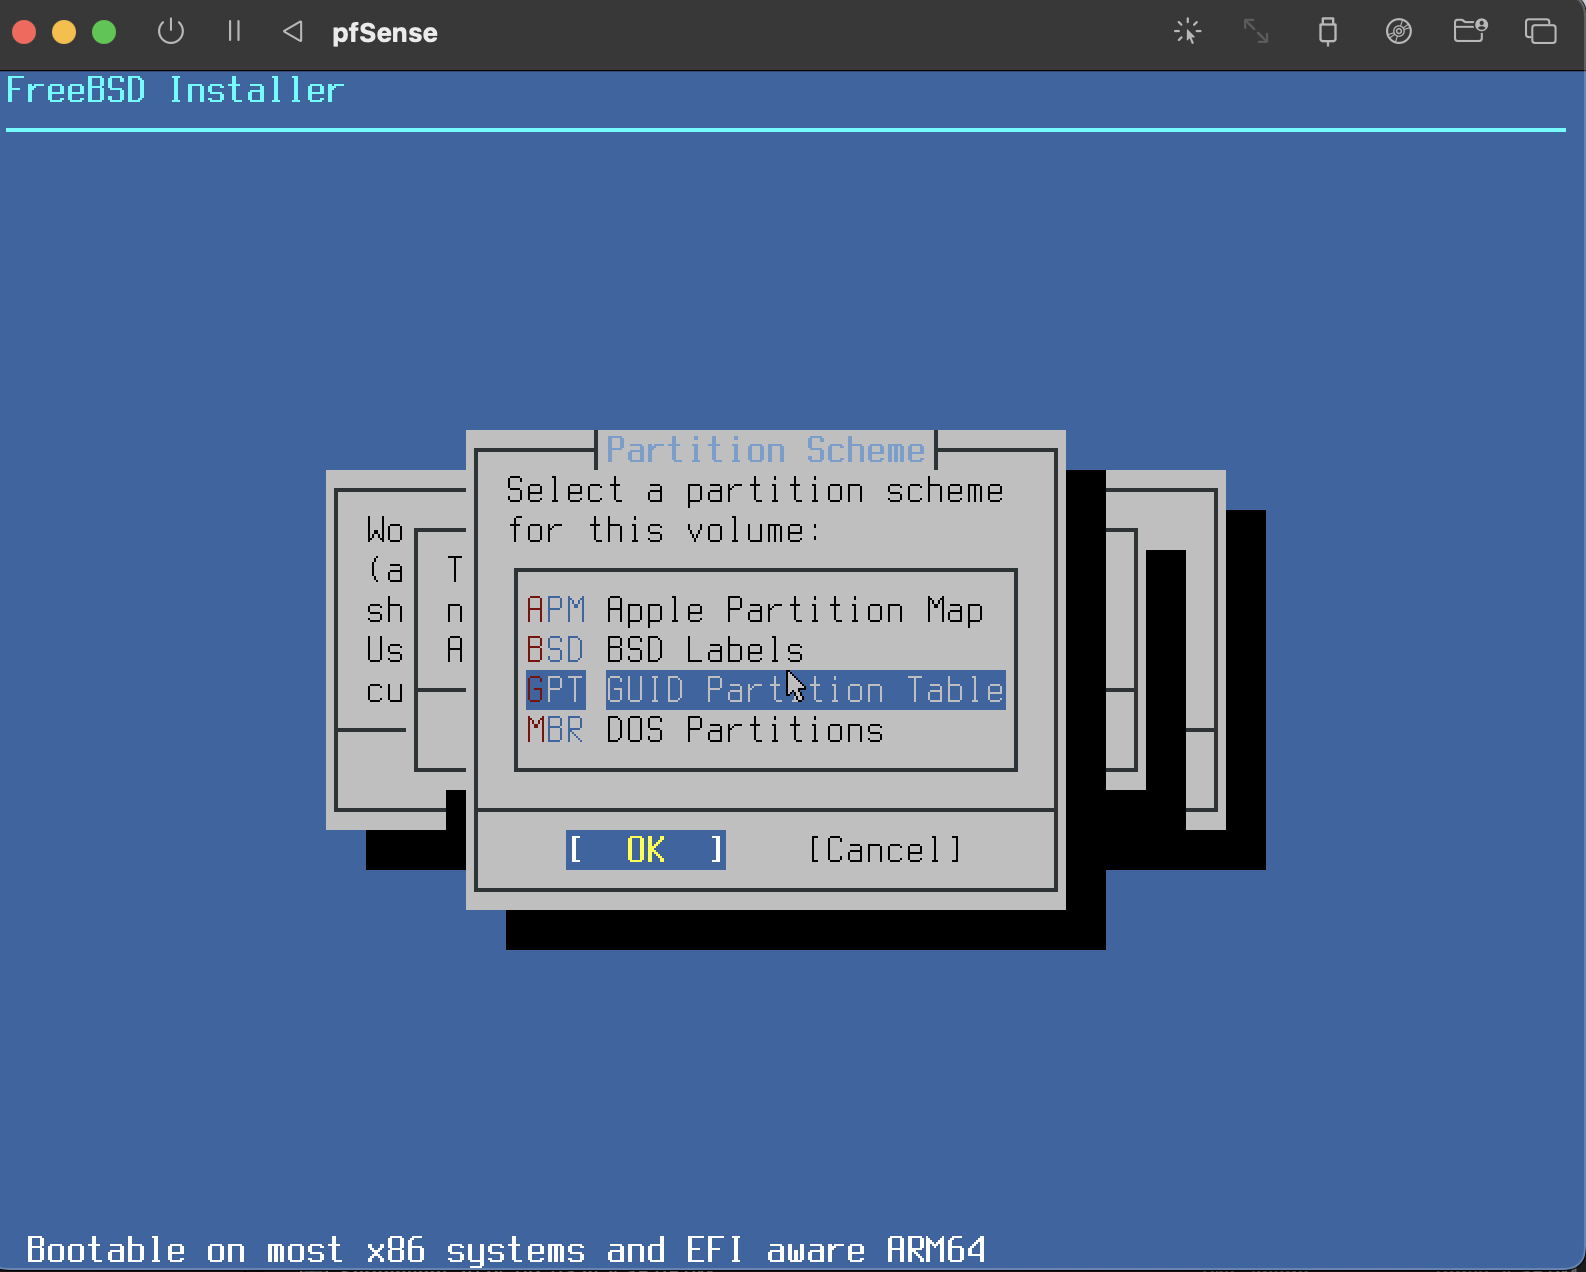 pfSense
FreeBSD Installer
Partition Scheme
Select a partition scheme
for this volume:
Wo
(a
sh
Us
cu
T
n
A
APM Apple Partition Map
BSD BSD Labels
GPT GUID Partition Table
MBR DOS Partitions
[ OK ] [Cancel]
Bootable on most x86 systems and EFI aware ARM64